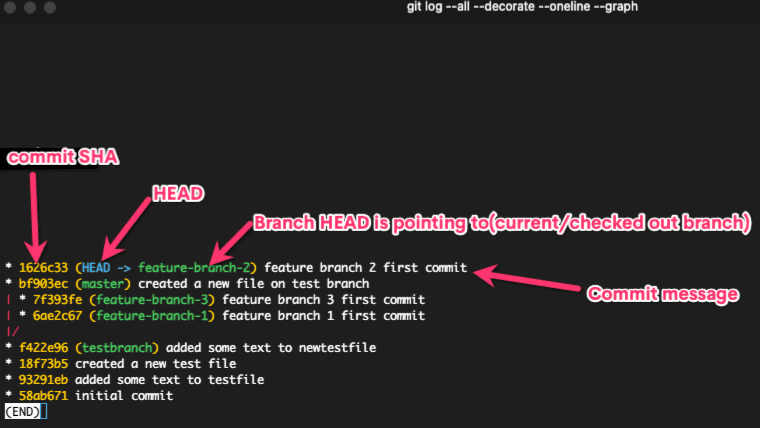 git log --all --decorate --oneline --graph
commit SHA
HEAD
Branch HEAD is pointing to(current/checked out branch)
* 1626c33 (HEAD -> feature-branch-2) feature branch 2 first commit
* bf903ec (master) created a new file on test branch
| * 7f393fe (feature-branch-3) feature branch 3 first commit
| * 6ae2c67 (feature-branch-1) feature branch 1 first commit
|/
* f422e96 (testbranch) added some text to newtestfile
* 18f73b5 created a new test file
* 93291eb added some text to testfile
* 58ab671 initial commit
(END)
Commit message